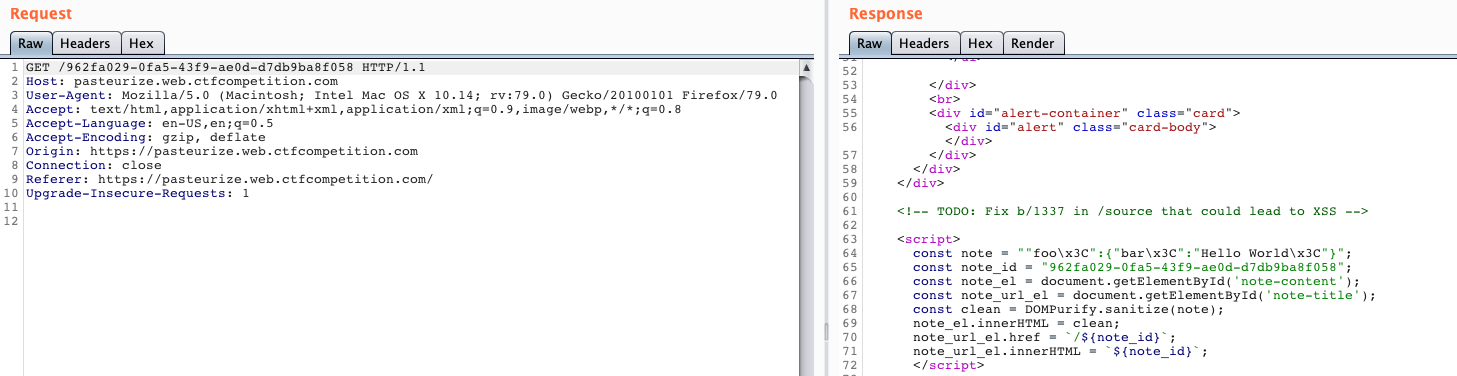 Request
Raw Headers Hex
1 GET /962fa029-0fa5-43f9-ae0d-d7db9ba8f058 HTTP/1.1
2 Host: pasteurize.web.ctfcompetition.com
3 User-Agent: Mozilla/5.0 (Macintosh; Intel Mac OS X 10.14; rv:79.0) Gecko/20100101 Firefox/79.0
4 Accept: text/html,application/xhtml+xml,application/xml;q=0.9,image/webp,*/*;q=0.8
5 Accept-Language: en-US,en;q=0.5
6 Accept-Encoding: gzip, deflate
7 Origin: https://pasteurize.web.ctfcompetition.com
8 Connection: close
9 Referer: https://pasteurize.web.ctfcompetition.com/
10 Upgrade-Insecure-Requests: 1
11
12
Response
Raw Headers Hex Render
52
53 </div>
54 <br>
55 <div id="alert-container" class="card">
56 <div id="alert" class="card-body">
</div>
57 </div>
58 </div>
59 </div>
60
61 <!-- TODO: Fix b/1337 in /source that could lead to XSS -->
62
63 <script>
64 const note = ""foo\x3C":{"bar\x3C":"Hello World\x3C"}";
65 const note_id = "962fa029-0fa5-43f9-ae0d-d7db9ba8f058";
66 const note_el = document.getElementById('note-content');
67 const note_url_el = document.getElementById('note-title');
68 const clean = DOMPurify.sanitize(note);
69 note_el.innerHTML = clean;
70 note_url_el.href = `/${note_id}`;
71 note_url_el.innerHTML = `${note_id}`;
72 </script>